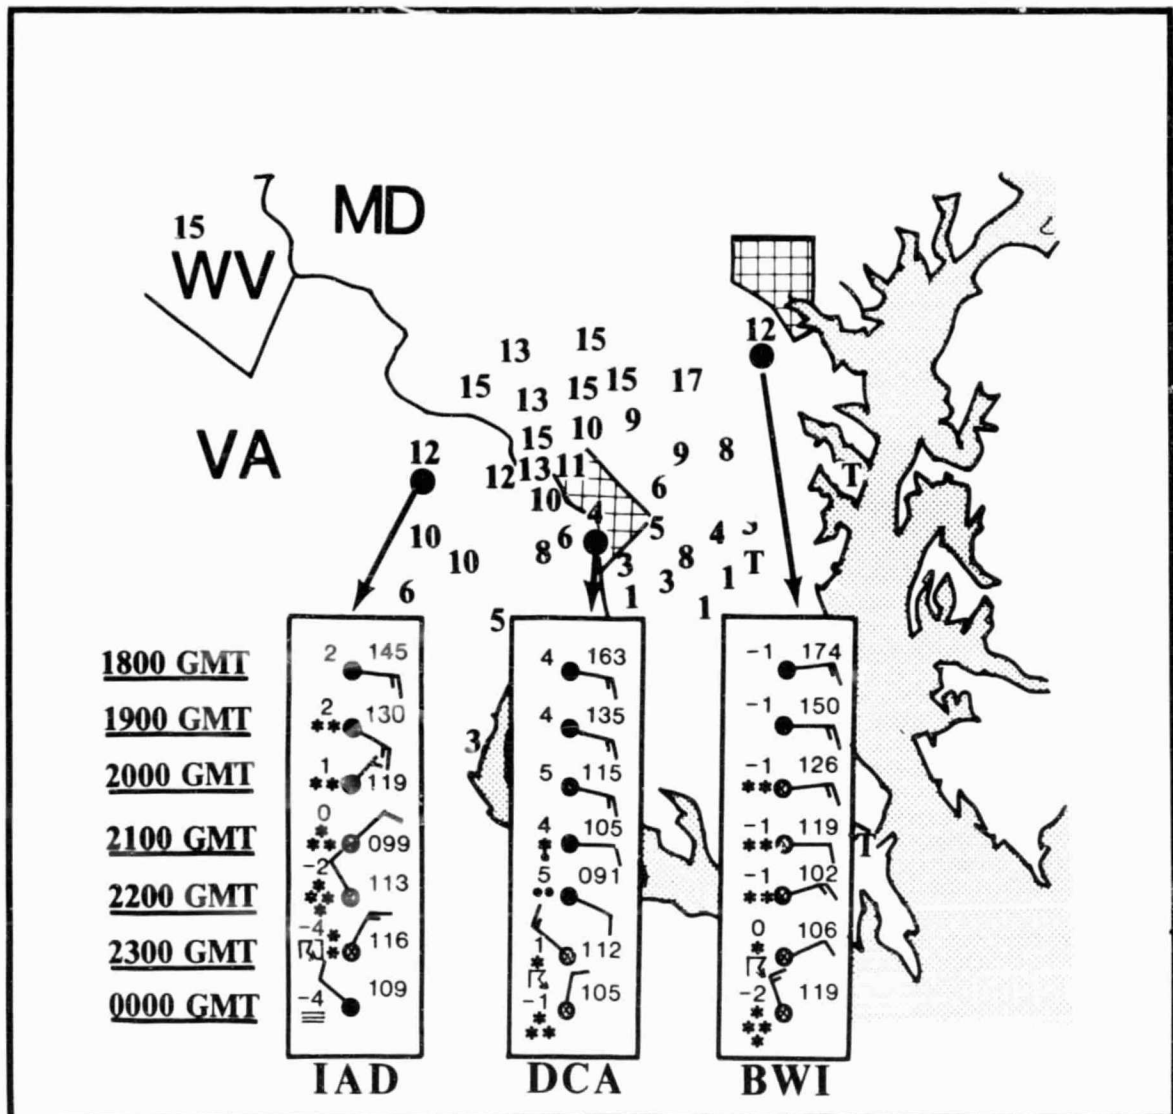 MD
15
WV
12
13 15
15 13 15 15 17
9
VA
15 10
12
12 13 11 9 8
10 6
4 5
10 8 6 4
10 3 8 T
6 1 3 1
5 1
T
3
T
1800 GMT 2 145 4 163 -1 174
1900 GMT 2 130 4 135 -1 150
2000 GMT 1 119 5 115 -1 126
2100 GMT 0 099 4 105 -1 119
2200 GMT -2 113 5 091 -1 102
2300 GMT -4 116 1 112 0 106
0000 GMT -4 109 -1 105 -2 119
IAD DCA BWI